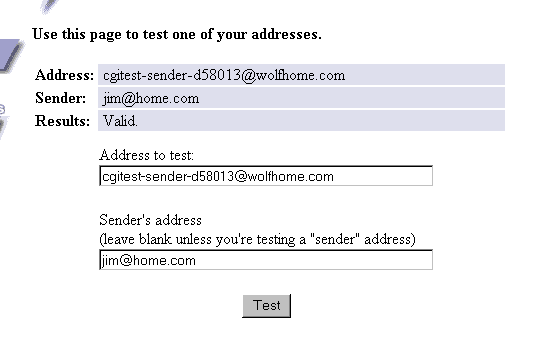 Use this page to test one of your addresses.
Address: cgitest-sender-d58013@wolfhome.com
Sender: jim@home.com
Results: Valid.
Address to test:
cgitest-sender-d58013@wolfhome.com
Sender's address
(leave blank unless you're testing a "sender" address)
jim@home.com
Test